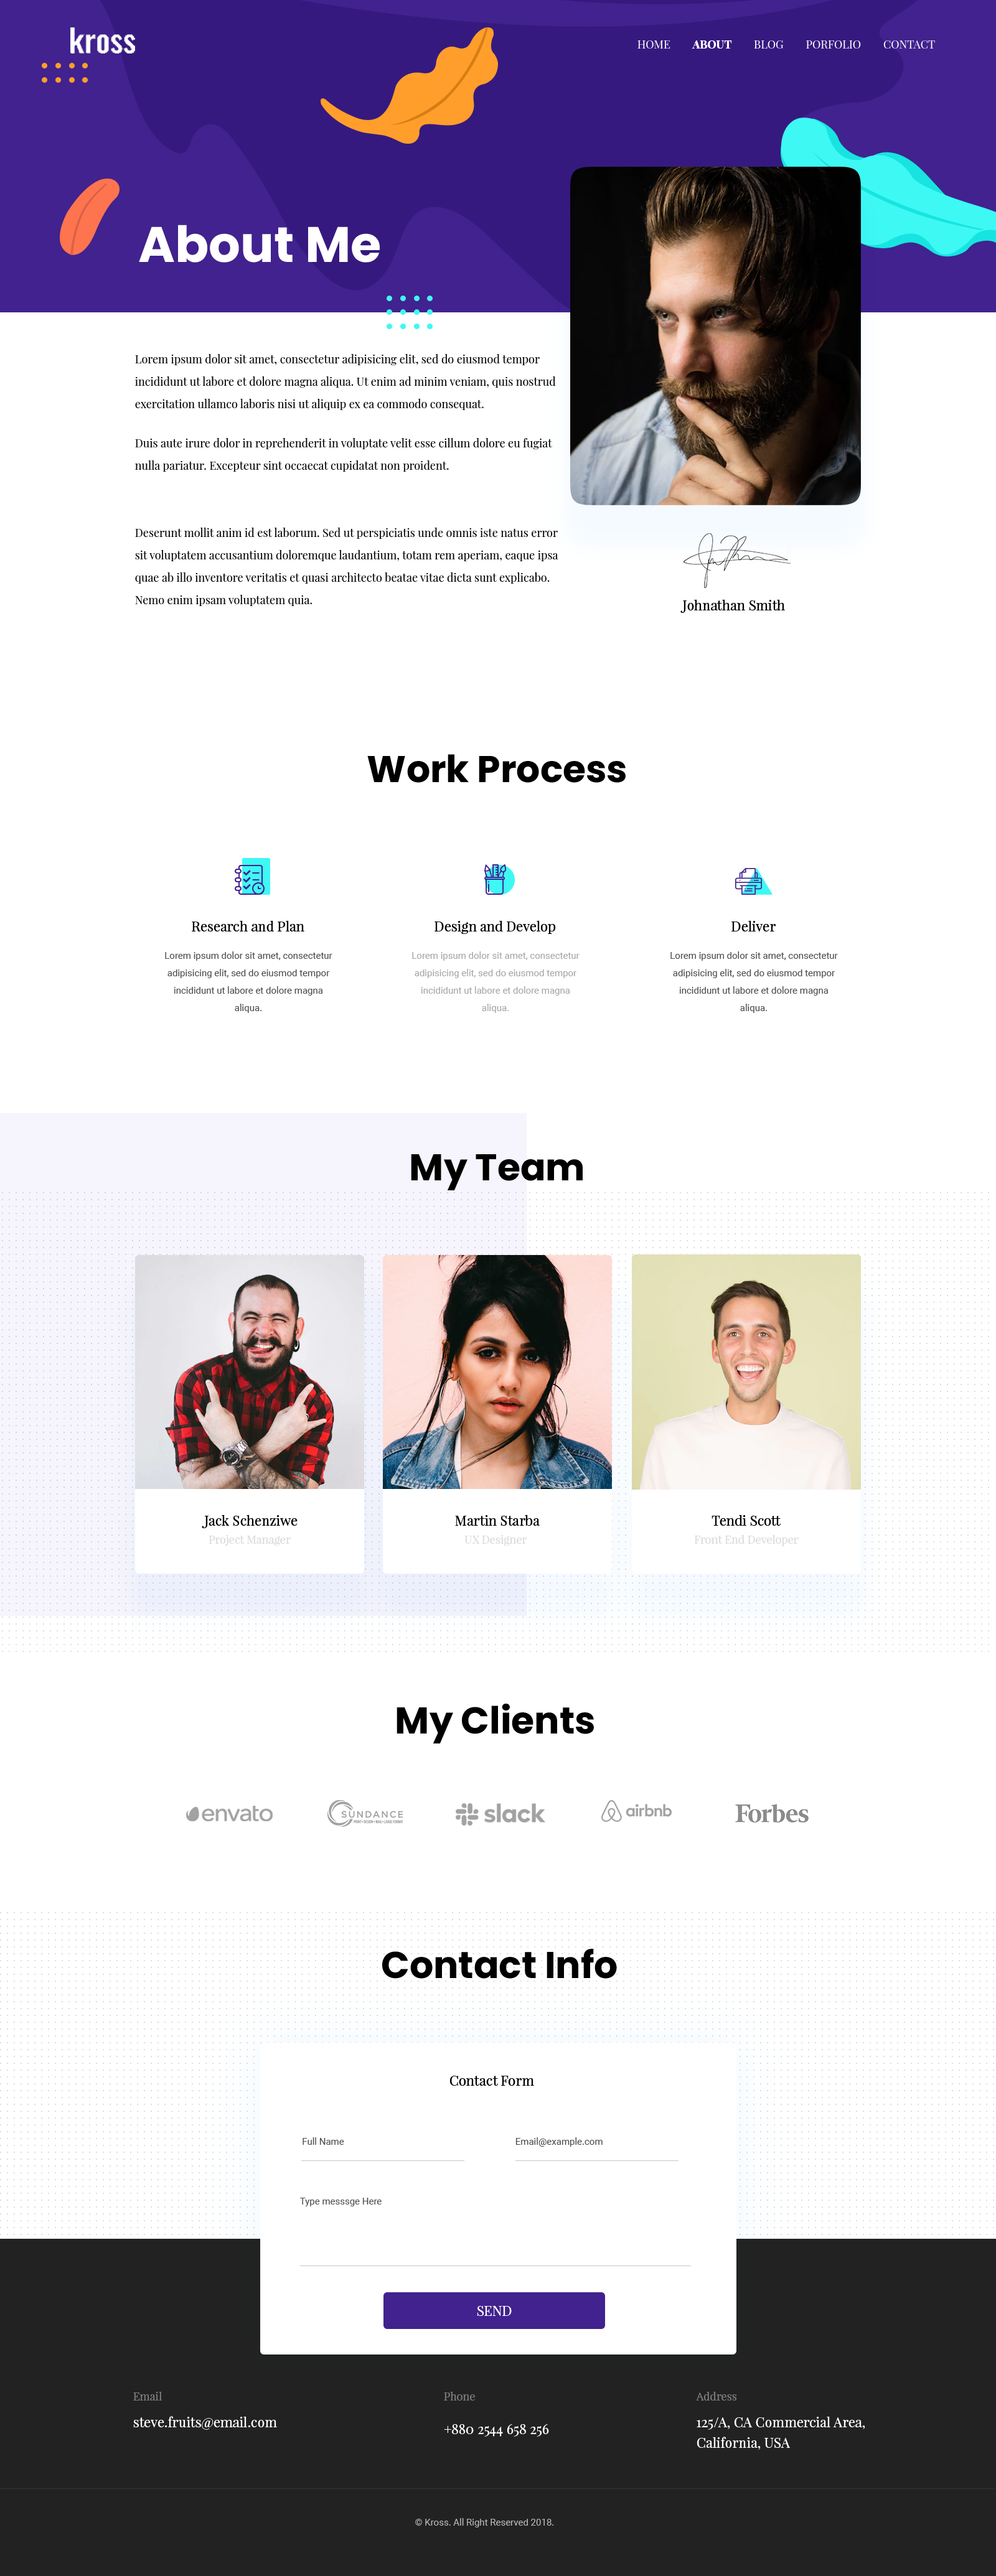 kross
HOME ABOUT BLOG PORFOLIO CONTACT
About Me
Lorem ipsum dolor sit amet, consectetur adipisicing elit, sed do eiusmod tempor
incididunt ut labore et dolore magna aliqua. Ut enim ad minim veniam, quis nostrud
exercitation ullamco laboris nisi ut aliquip ex ea commodo consequat.
Duis aute irure dolor in reprehenderit in voluptate velit esse cillum dolore eu fugiat
nulla pariatur. Excepteur sint occaecat cupidatat non proident.
Deserunt mollit anim id est laborum. Sed ut perspiciatis unde omnis iste natus error
sit voluptatem accusantium doloremque laudantium, totam rem aperiam, eaque ipsa
quae ab illo inventore veritatis et quasi architecto beatae vitae dicta sunt explicabo.
Nemo enim ipsam voluptatem quia.
Johnathan Smith
Work Process
Research and Plan
Lorem ipsum dolor sit amet, consectetur
adipisicing elit, sed do eiusmod tempor
incididunt ut labore et dolore magna
aliqua.
Design and Develop
Lorem ipsum dolor sit amet, consectetur
adipisicing elit, sed do eiusmod tempor
incididunt ut labore et dolore magna
aliqua.
Deliver
Lorem ipsum dolor sit amet, consectetur
adipisicing elit, sed do eiusmod tempor
incididunt ut labore et dolore magna
aliqua.
My Team
Jack Schenziwe
Project Manager
Martin Starba
UX Designer
Tendi Scott
Front End Developer
My Clients
envato
SUNDANCE
slack
airbnb
Forbes
Contact Info
Contact Form
Full Name
Email@example.com
Type messsge Here
SEND
Email
steve.fruits@email.com
Phone
+880 2544 658 256
Address
125/A, CA Commercial Area,
California, USA
© Kross. All Right Reserved 2018.